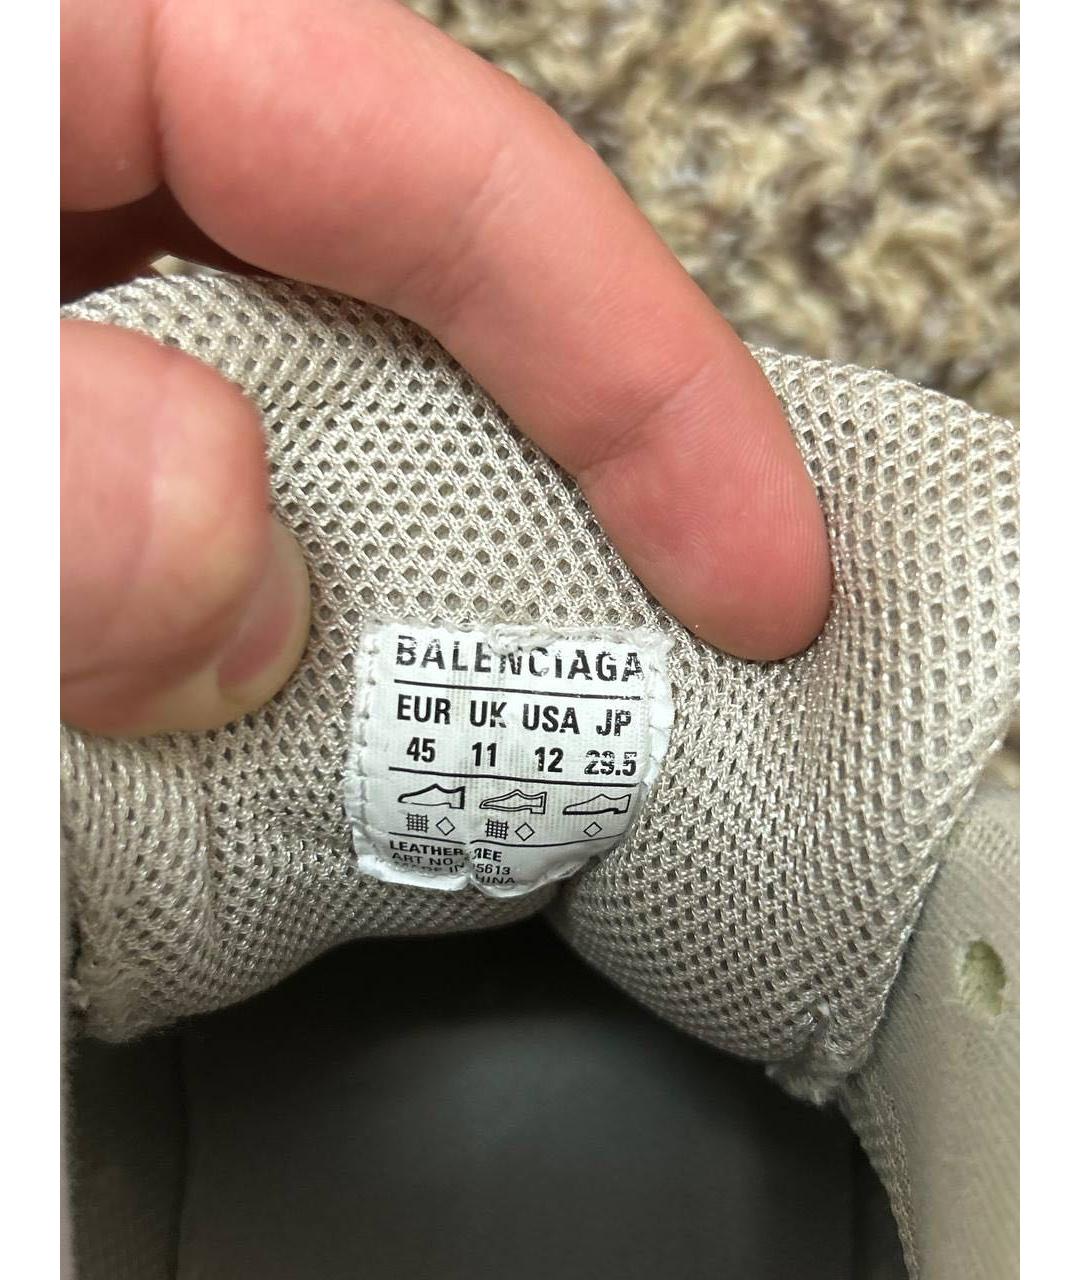 BALENCIAGA
EUR UK USA JP
45 11 12 29.5
LEATHER
ART NO.
CHINA